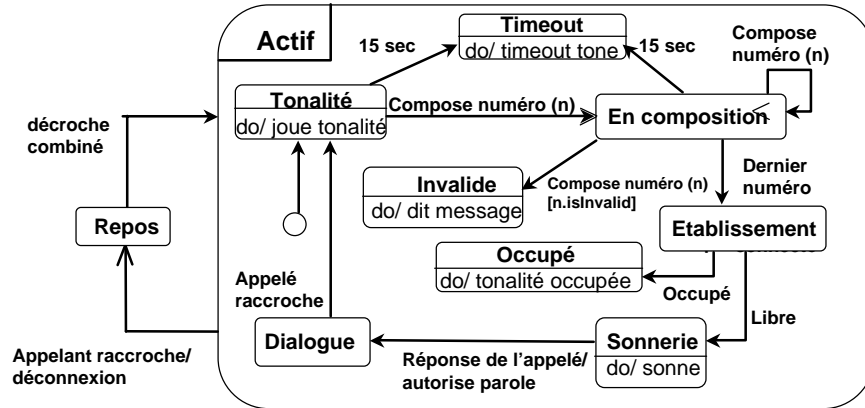 Actif
Timeout
do/ timeout tone
15 sec
15 sec
Compose
numéro (n)
Tonalité
do/ joue tonalité
Compose numéro (n)
En composition
décroche
combiné
Invalide
do/ dit message
Compose numéro (n)
[n.isInvalid]
Dernier
numéro
Repos
Etablissement
Occupé
do/ tonalité occupée
Occupé
Appelé
raccroche
Libre
Dialogue
Sonnerie
do/ sonne
Réponse de l'appelé/
autorise parole
Appelant raccroche/
déconnexion